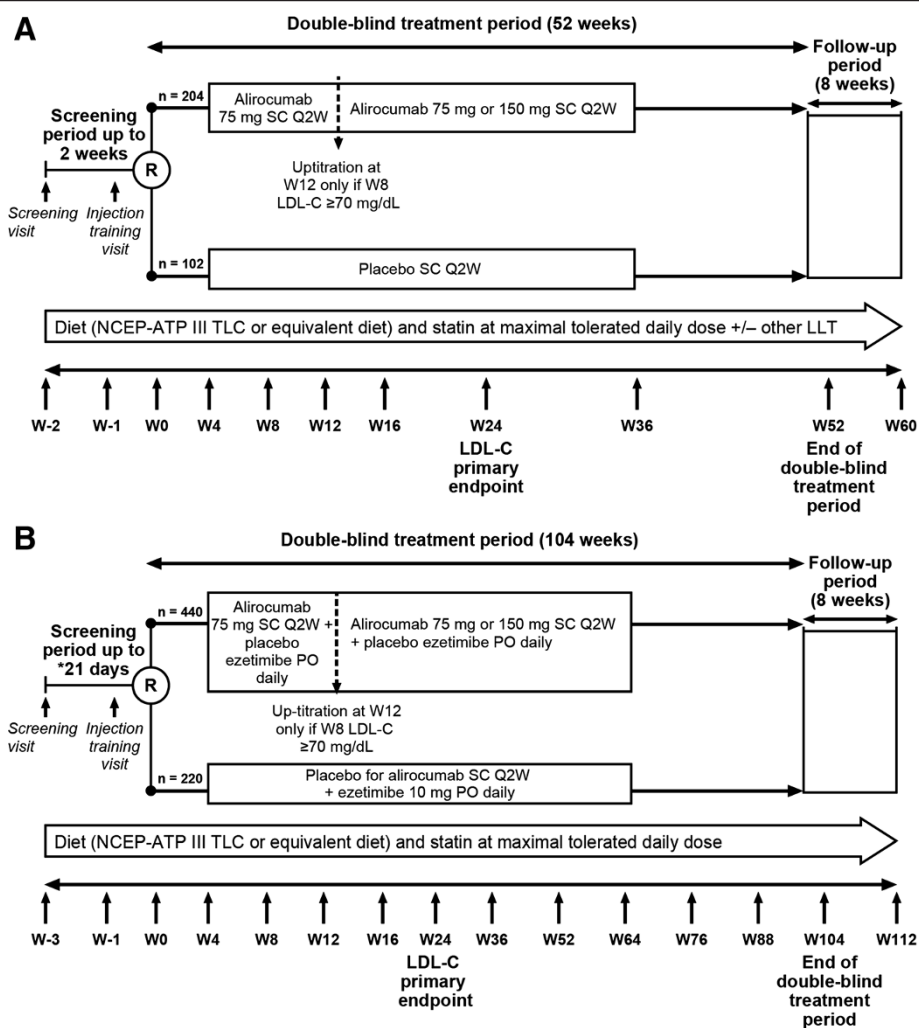 A
Double-blind treatment period (52 weeks)
Follow-up
period
(8 weeks)
n = 204
Alirocumab
75 mg SC Q2W
Alirocumab 75 mg or 150 mg SC Q2W
Screening
period up to
2 weeks
R
Uptitration at
W12 only if W8
LDL-C ≥70 mg/dL
Screening
visit
Injection
training
visit
n = 102
Placebo SC Q2W
Diet (NCEP-ATP III TLC or equivalent diet) and statin at maximal tolerated daily dose +/– other LLT
W-2 W-1 W0 W4 W8 W12 W16 W24 W36 W52 W60
LDL-C
primary
endpoint
End of
double-blind
treatment
period
B
Double-blind treatment period (104 weeks)
Follow-up
period
(8 weeks)
n = 440
Alirocumab
75 mg SC Q2W +
placebo
ezetimibe PO
daily
Alirocumab 75 mg or 150 mg SC Q2W
+ placebo ezetimibe PO daily
Screening
period up to
*21 days
R
Up-titration at W12
only if W8 LDL-C
≥70 mg/dL
Screening
visit
Injection
training
visit
n = 220
Placebo for alirocumab SC Q2W
+ ezetimibe 10 mg PO daily
Diet (NCEP-ATP III TLC or equivalent diet) and statin at maximal tolerated daily dose
W-3 W-1 W0 W4 W8 W12 W16 W24 W36 W52 W64 W76 W88 W104 W112
LDL-C
primary
endpoint
End of
double-blind
treatment
period